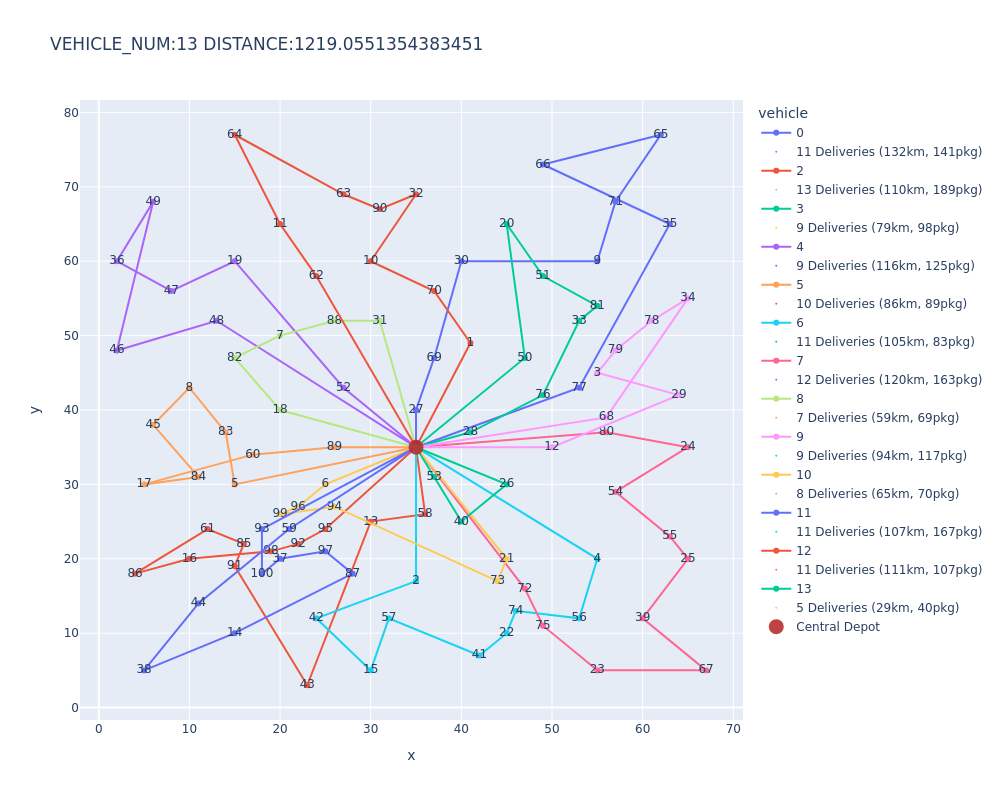 VEHICLE_NUM:13 DISTANCE:1219.0551354383451
vehicle
0
11 Deliveries (132km, 141pkg)
2
13 Deliveries (110km, 189pkg)
3
9 Deliveries (79km, 98pkg)
4
9 Deliveries (116km, 125pkg)
5
10 Deliveries (86km, 89pkg)
6
11 Deliveries (105km, 83pkg)
7
12 Deliveries (120km, 163pkg)
8
7 Deliveries (59km, 69pkg)
9
9 Deliveries (94km, 117pkg)
10
8 Deliveries (65km, 70pkg)
11
11 Deliveries (107km, 167pkg)
12
11 Deliveries (111km, 107pkg)
13
5 Deliveries (29km, 40pkg)
Central Depot
80
70
60
50
40
30
20
10
0
y
0 10 20 30 40 50 60 70
x
64 65
66
63 32
49 90 71
11 20 35
36 19 10 30 9
62 51
47 70 34
81
48 88 31 33 78
7
46 82 69 1 50 79
3
8 52 77
76 29
18 27 68
45 83 28 80
89 12 24
60
17 84 5 6 53 26 54
99 96 94 58
61 93 59 95 13 40
85 98 92 97 55
16 91 37 21 4 25
86 100 87 2 73
72
44 74
42 57 56 39
14 22 75
41
38 15 23 67
43